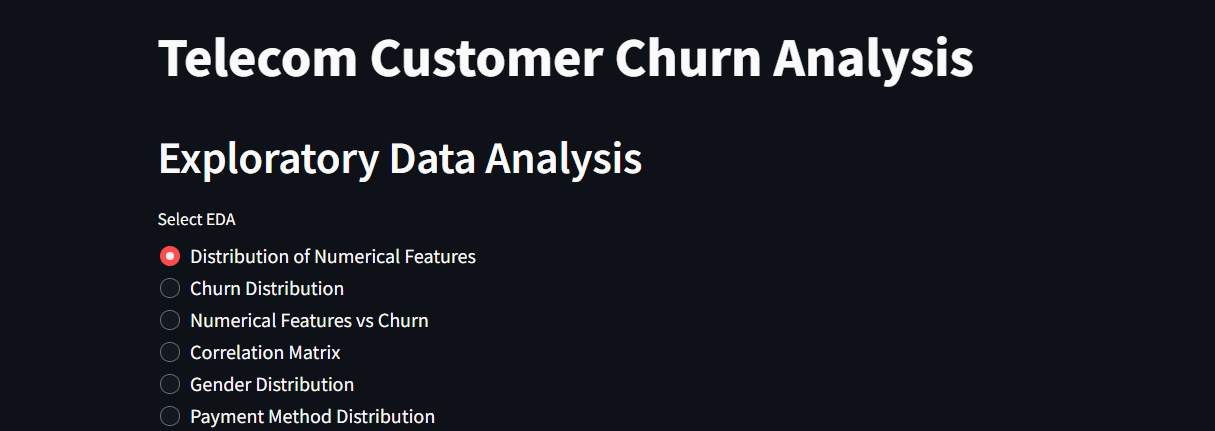 Telecom Customer Churn Analysis
Exploratory Data Analysis
Select EDA
Distribution of Numerical Features
Churn Distribution
Numerical Features vs Churn
Correlation Matrix
Gender Distribution
Payment Method Distribution